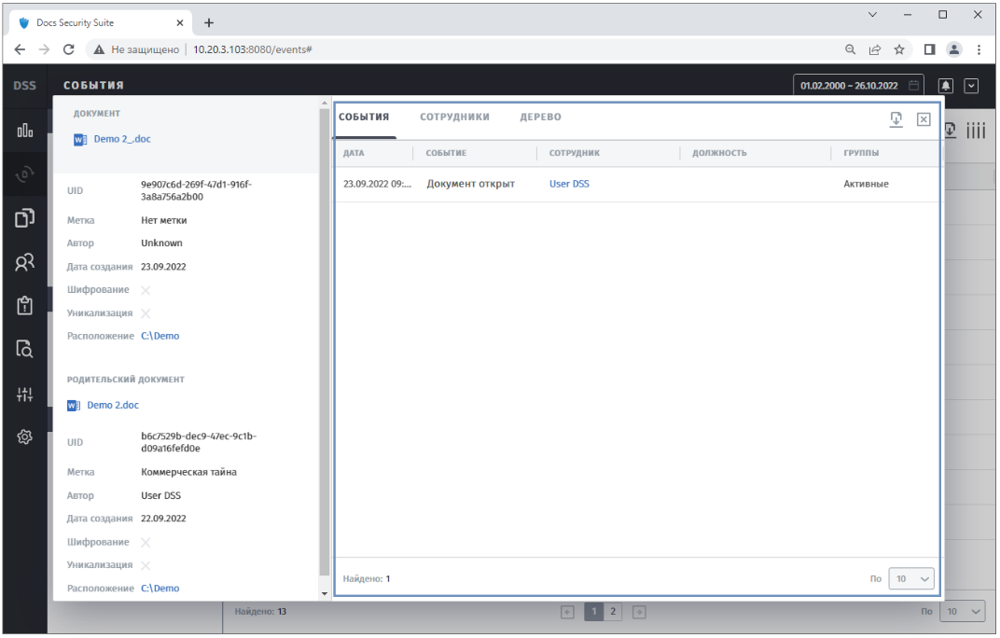 Docs Security Suite
Не защищено
10.20.3.103:8080/events#
DSS
СОБЫТИЯ
01.02.2000 ~ 26.10.2022
ДОКУМЕНТ
Demo 2_.doc
UID
9e907c6d-269f-47d1-916f-
3a8a756a2b00
Метка Нет метки
Автор Unknown
Дата создания 23.09.2022
Шифрование
Уникализация
Расположение C:\Demo
РОДИТЕЛЬСКИЙ ДОКУМЕНТ
Demo 2.doc
UID
b6c7529b-dec9-47ec-9c1b-
d09a16fefd0e
Метка Коммерческая тайна
Автор User DSS
Дата создания 22.09.2022
Шифрование
Уникализация
Расположение C:\Demo
СОБЫТИЯ СОТРУДНИКИ ДЕРЕВО
ДАТА СОБЫТИЕ СОТРУДНИК ДОЛЖНОСТЬ ГРУППЫ
23.09.2022 09:... Документ открыт User DSS Активные
Найдено: 1 По 10
Найдено: 13 1 2 По 10